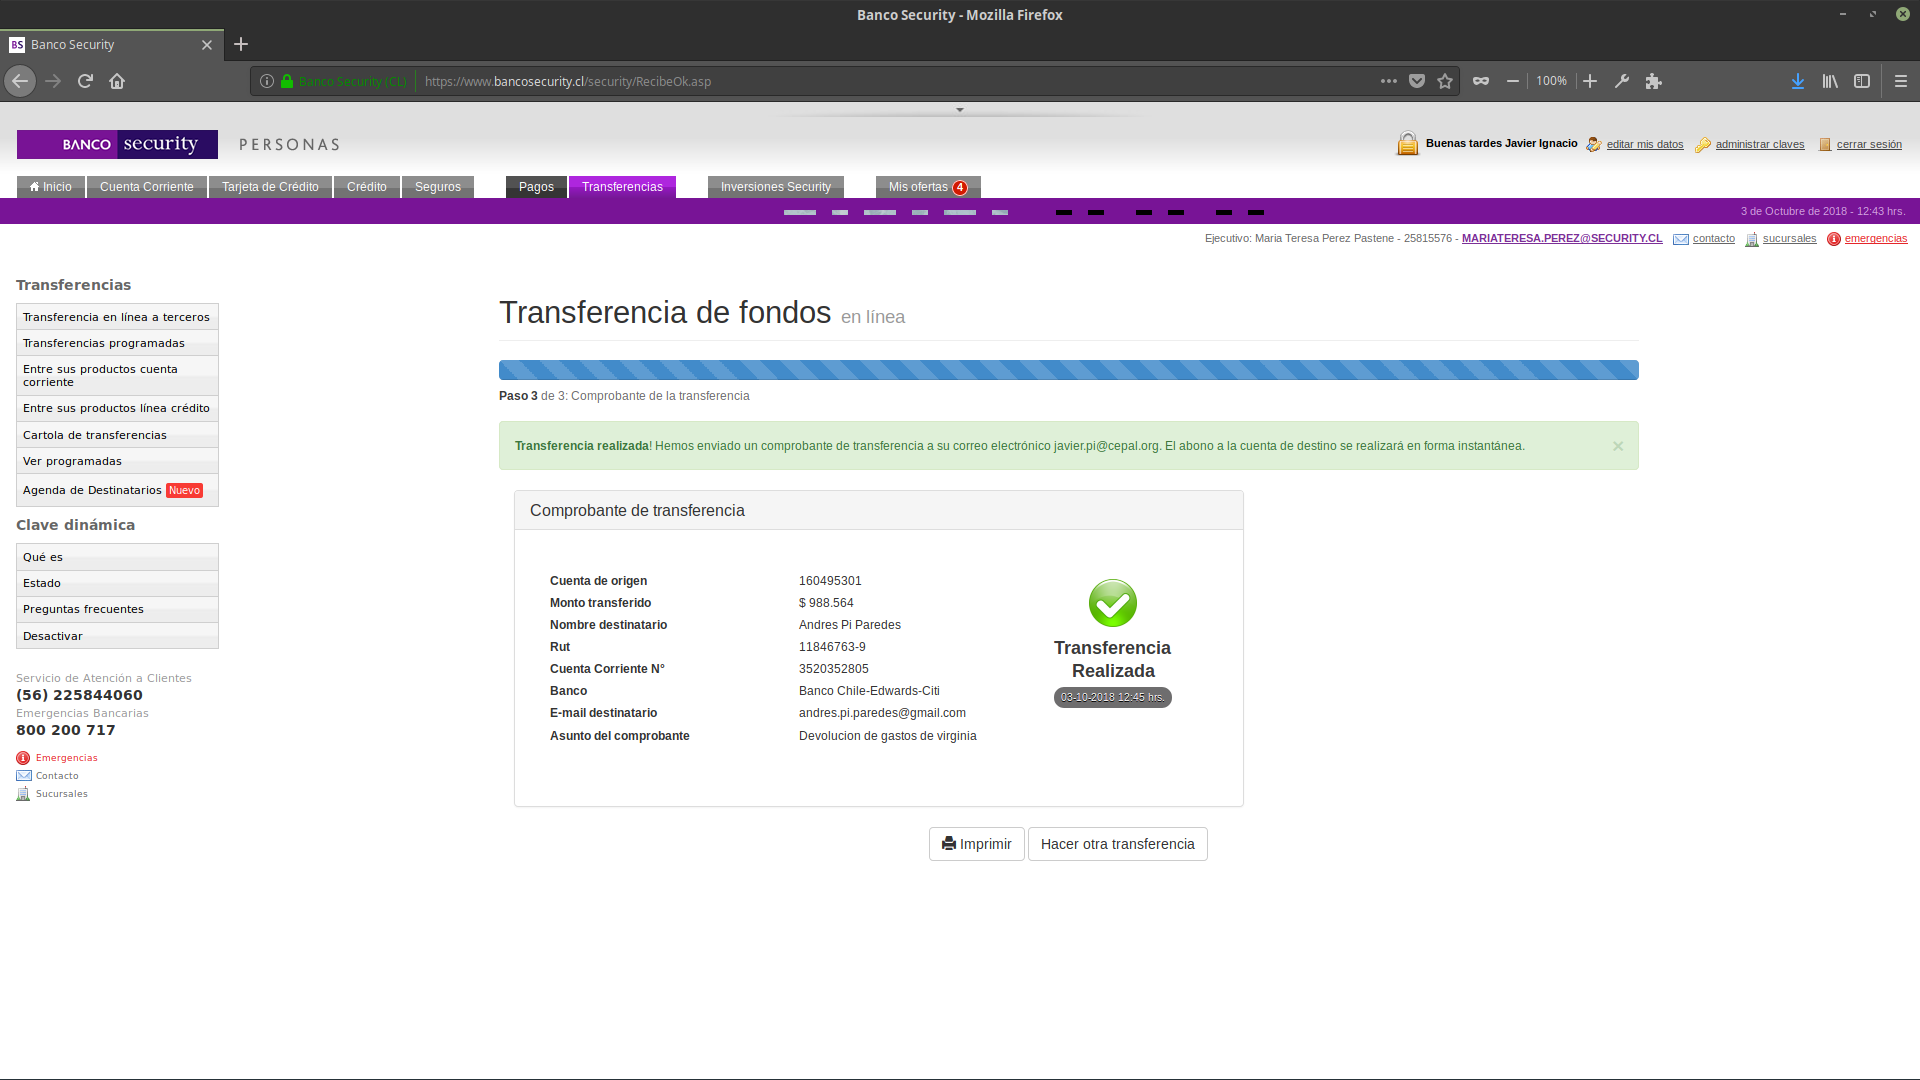 Banco Security - Mozilla Firefox
BS Banco Security
Banco Security (CL) https://www.bancosecurity.cl/security/RecibeOk.asp 100%
BANCO security PERSONAS
Buenas tardes Javier Ignacio editar mis datos administrar claves cerrar sesión
Inicio Cuenta Corriente Tarjeta de Crédito Crédito Seguros Pagos Transferencias Inversiones Security Mis ofertas 4
3 de Octubre de 2018 - 12:43 hrs.
Ejecutivo: Maria Teresa Perez Pastene - 25815576 - MARIATERESA.PEREZ@SECURITY.CL contacto sucursales emergencias
Transferencias
Transferencia en línea a terceros
Transferencias programadas
Entre sus productos cuenta
corriente
Entre sus productos línea crédito
Cartola de transferencias
Ver programadas
Agenda de Destinatarios Nuevo
Clave dinámica
Qué es
Estado
Preguntas frecuentes
Desactivar
Servicio de Atención a Clientes
(56) 225844060
Emergencias Bancarias
800 200 717
Emergencias
Contacto
Sucursales
Transferencia de fondos en línea
Paso 3 de 3: Comprobante de la transferencia
Transferencia realizada! Hemos enviado un comprobante de transferencia a su correo electrónico javier.pi@cepal.org. El abono a la cuenta de destino se realizará en forma instantánea. ×
Comprobante de transferencia
Cuenta de origen 160495301
Monto transferido $ 988.564
Nombre destinatario Andres Pi Paredes
Rut 11846763-9
Cuenta Corriente N° 3520352805
Banco Banco Chile-Edwards-Citi
E-mail destinatario andres.pi.paredes@gmail.com
Asunto del comprobante Devolucion de gastos de virginia
Transferencia
Realizada
03-10-2018 12:45 hrs.
Imprimir Hacer otra transferencia